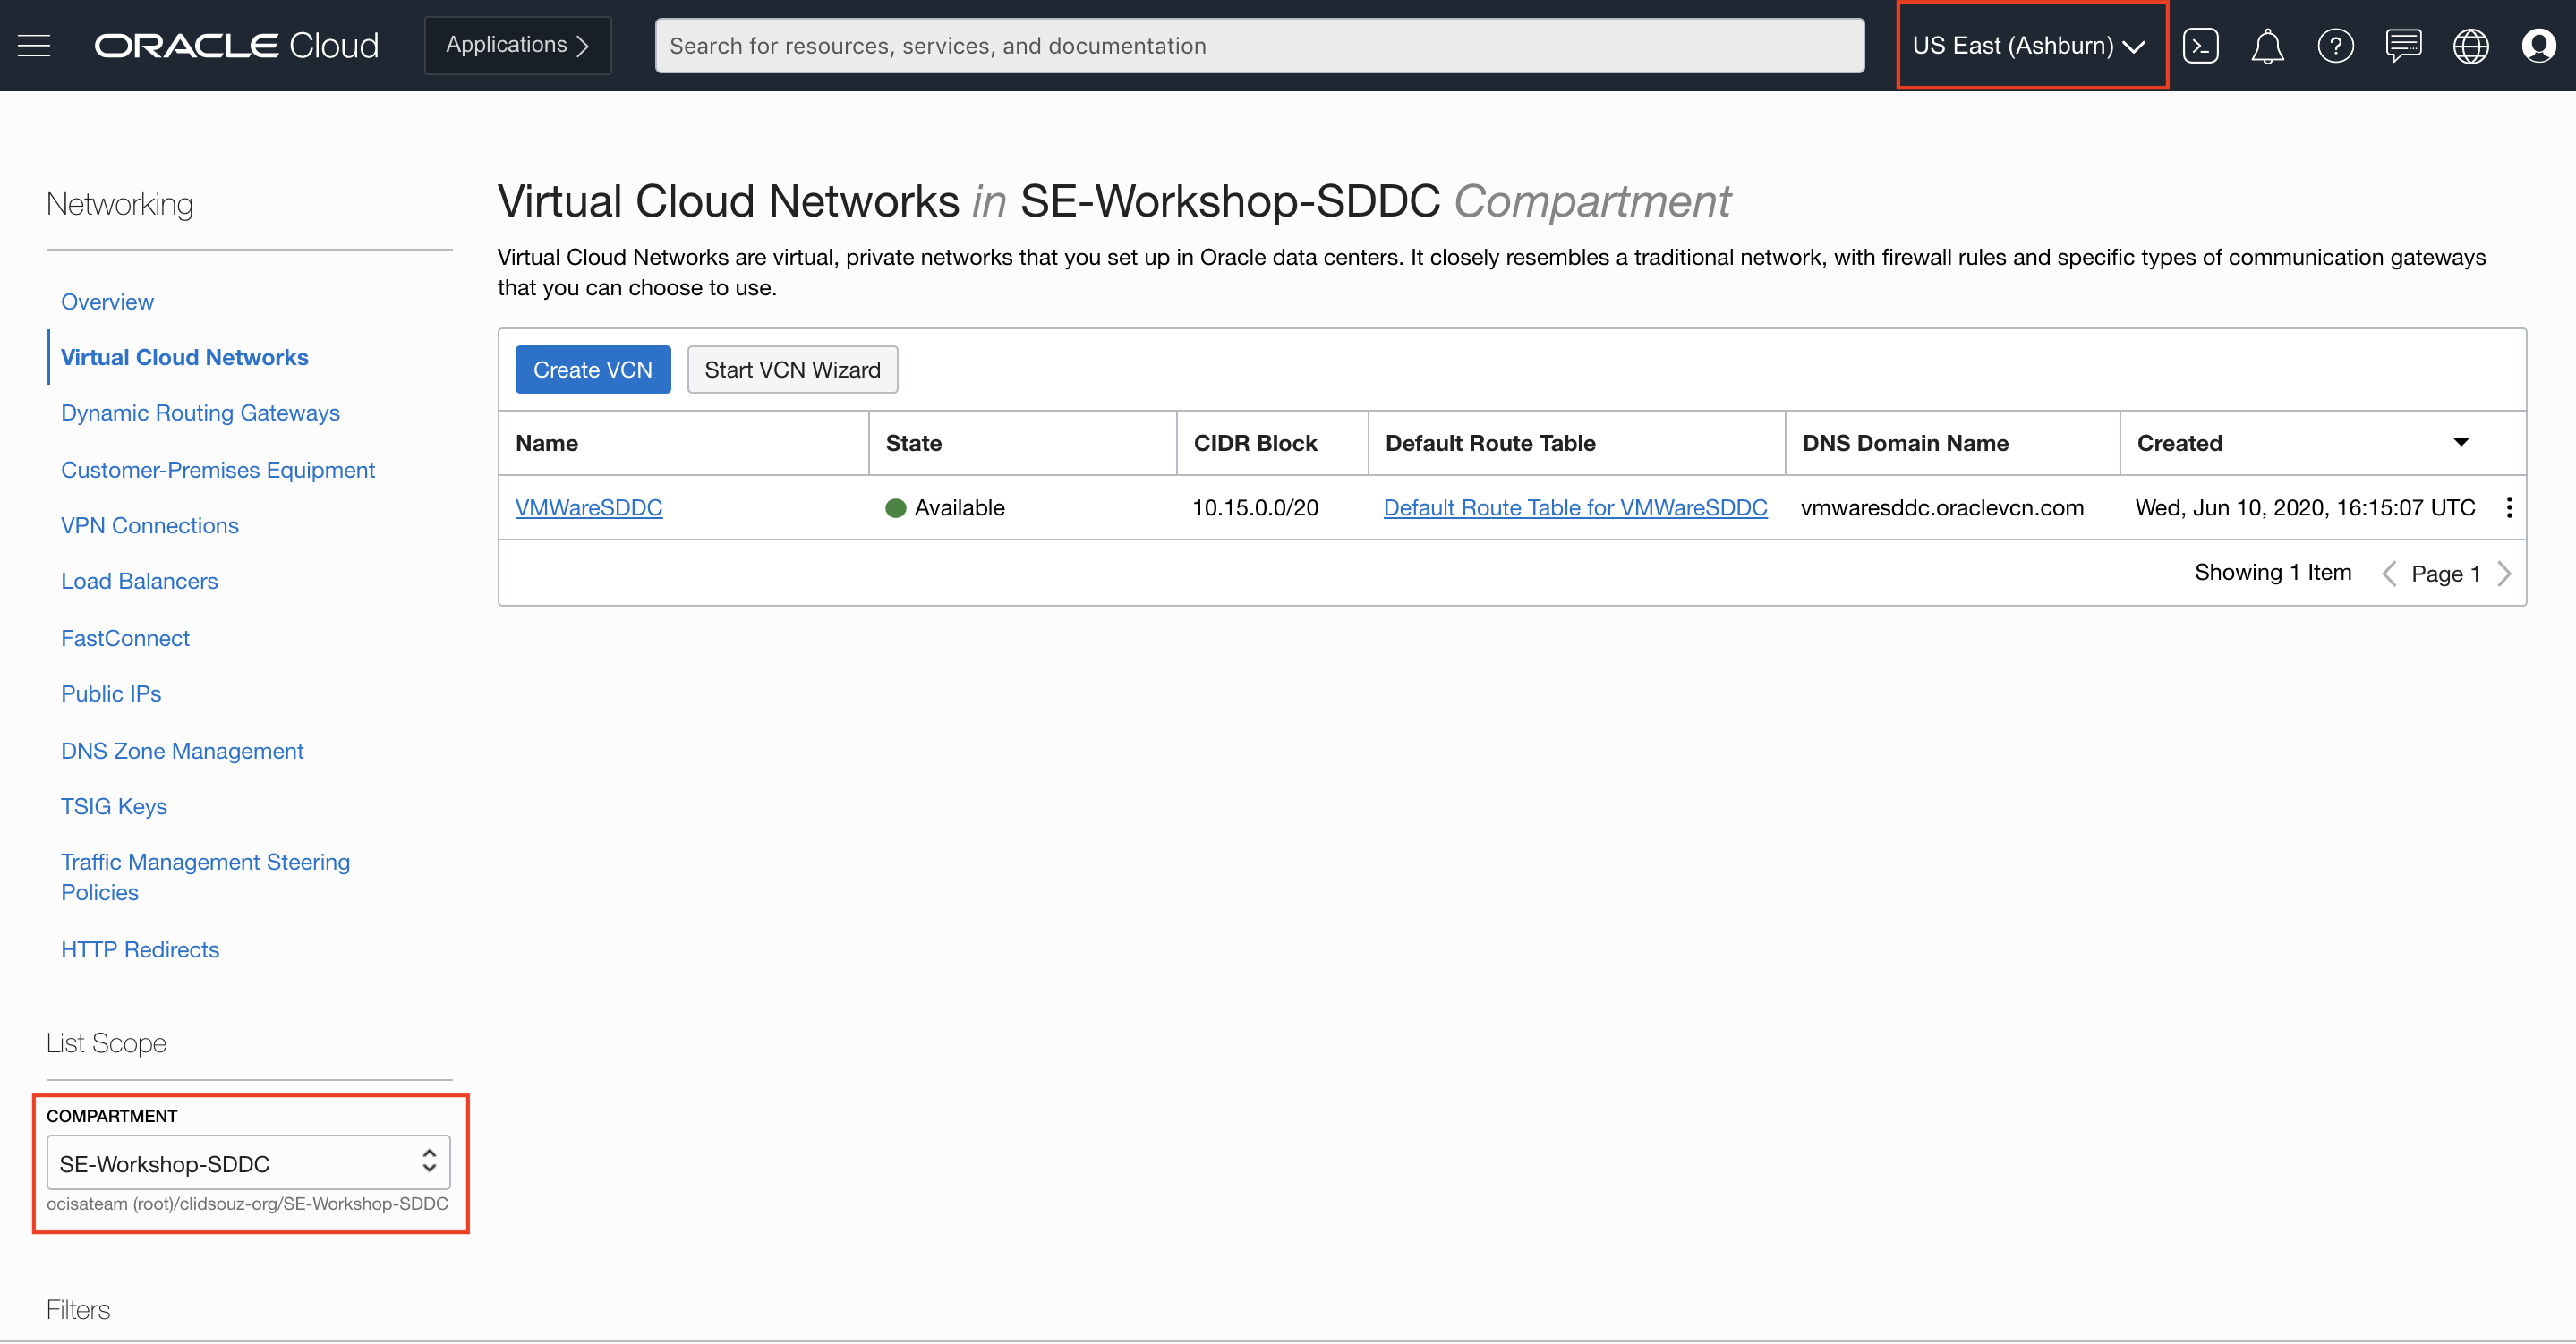 ORACLE Cloud
Applications
Search for resources, services, and documentation
US East (Ashburn)
Networking
Overview
Virtual Cloud Networks
Dynamic Routing Gateways
Customer-Premises Equipment
VPN Connections
Load Balancers
FastConnect
Public IPs
DNS Zone Management
TSIG Keys
Traffic Management Steering
Policies
HTTP Redirects
List Scope
COMPARTMENT
SE-Workshop-SDDC
ocisateam (root)/clidsouz-org/SE-Workshop-SDDC
Filters
Virtual Cloud Networks in SE-Workshop-SDDC Compartment
Virtual Cloud Networks are virtual, private networks that you set up in Oracle data centers. It closely resembles a traditional network, with firewall rules and specific types of communication gateways
that you can choose to use.
Create VCN Start VCN Wizard
Name State CIDR Block Default Route Table DNS Domain Name Created
VMWareSDDC Available 10.15.0.0/20 Default Route Table for VMWareSDDC vmwaresddc.oraclevcn.com Wed, Jun 10, 2020, 16:15:07 UTC
Showing 1 Item Page 1